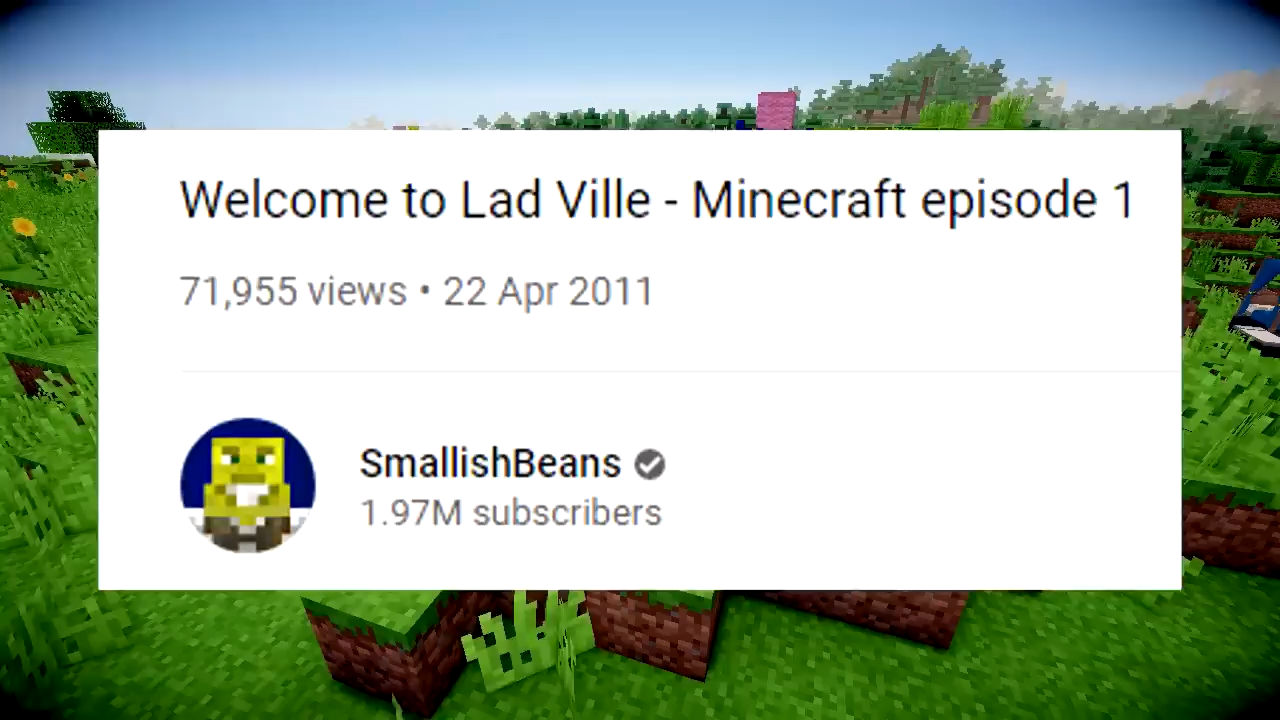 Welcome to Lad Ville - Minecraft episode 1
71,955 views • 22 Apr 2011
SmallishBeans
1.97M subscribers